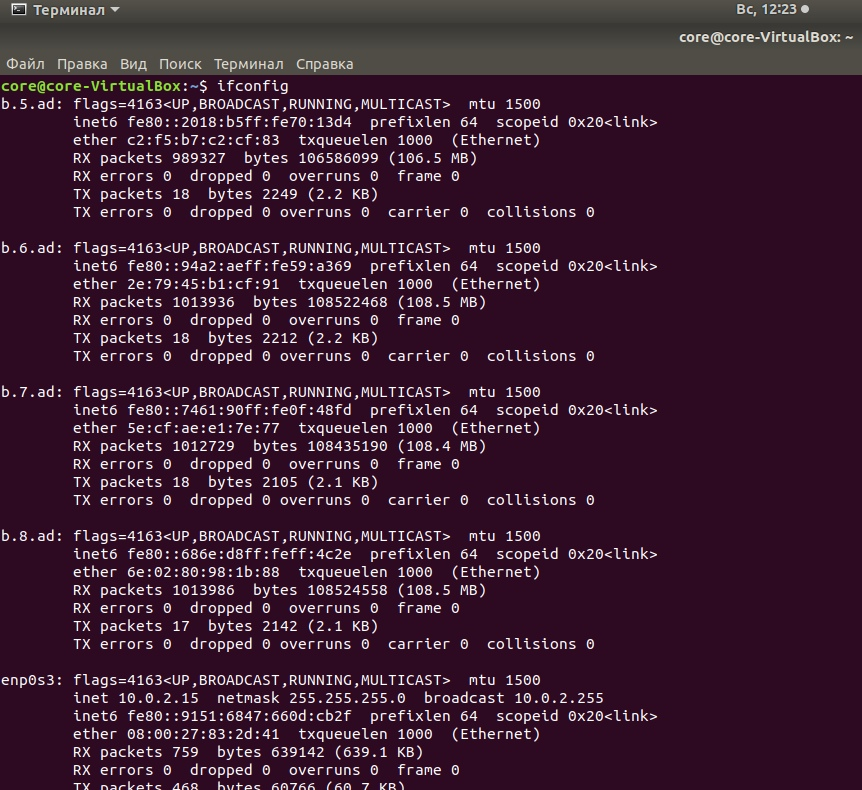 Терминал Вс, 12:23
core@core-VirtualBox: ~
Файл Правка Вид Поиск Терминал Справка
core@core-VirtualBox:~$ ifconfig
b.5.ad: flags=4163<UP,BROADCAST,RUNNING,MULTICAST>  mtu 1500
        inet6 fe80::2018:b5ff:fe70:13d4  prefixlen 64  scopeid 0x20<link>
        ether c2:f5:b7:c2:cf:83  txqueuelen 1000  (Ethernet)
        RX packets 989327  bytes 106586099 (106.5 MB)
        RX errors 0  dropped 0  overruns 0  frame 0
        TX packets 18  bytes 2249 (2.2 KB)
        TX errors 0  dropped 0 overruns 0  carrier 0  collisions 0
b.6.ad: flags=4163<UP,BROADCAST,RUNNING,MULTICAST>  mtu 1500
        inet6 fe80::94a2:aeff:fe59:a369  prefixlen 64  scopeid 0x20<link>
        ether 2e:79:45:b1:cf:91  txqueuelen 1000  (Ethernet)
        RX packets 1013936  bytes 108522468 (108.5 MB)
        RX errors 0  dropped 0  overruns 0  frame 0
        TX packets 18  bytes 2212 (2.2 KB)
        TX errors 0  dropped 0 overruns 0  carrier 0  collisions 0
b.7.ad: flags=4163<UP,BROADCAST,RUNNING,MULTICAST>  mtu 1500
        inet6 fe80::7461:90ff:fe0f:48fd  prefixlen 64  scopeid 0x20<link>
        ether 5e:cf:ae:e1:7e:77  txqueuelen 1000  (Ethernet)
        RX packets 1012729  bytes 108435190 (108.4 MB)
        RX errors 0  dropped 0  overruns 0  frame 0
        TX packets 18  bytes 2105 (2.1 KB)
        TX errors 0  dropped 0 overruns 0  carrier 0  collisions 0
b.8.ad: flags=4163<UP,BROADCAST,RUNNING,MULTICAST>  mtu 1500
        inet6 fe80::686e:d8ff:feff:4c2e  prefixlen 64  scopeid 0x20<link>
        ether 6e:02:80:98:1b:88  txqueuelen 1000  (Ethernet)
        RX packets 1013986  bytes 108524558 (108.5 MB)
        RX errors 0  dropped 0  overruns 0  frame 0
        TX packets 17  bytes 2142 (2.1 KB)
        TX errors 0  dropped 0 overruns 0  carrier 0  collisions 0
enp0s3: flags=4163<UP,BROADCAST,RUNNING,MULTICAST>  mtu 1500
        inet 10.0.2.15  netmask 255.255.255.0  broadcast 10.0.2.255
        inet6 fe80::9151:6847:660d:cb2f  prefixlen 64  scopeid 0x20<link>
        ether 08:00:27:83:2d:41  txqueuelen 1000  (Ethernet)
        RX packets 759  bytes 639142 (639.1 KB)
        RX errors 0  dropped 0  overruns 0  frame 0
        TX packets 468  bytes 60766 (60.7 KB)